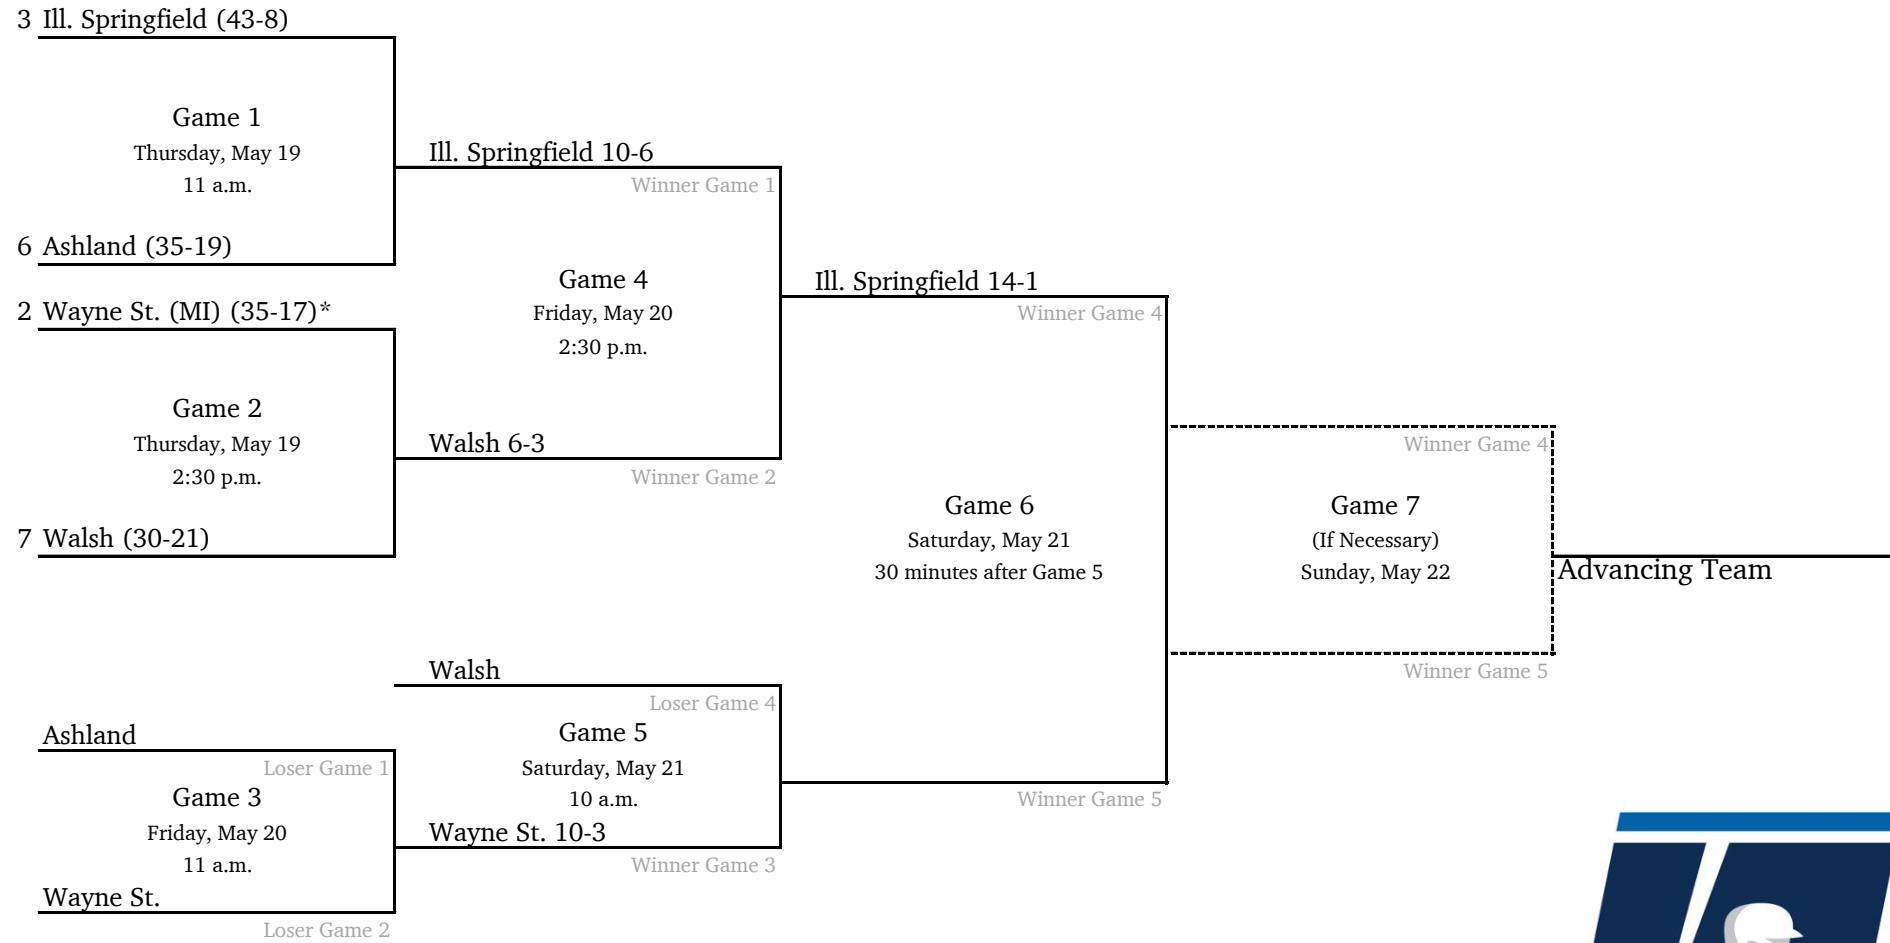 3 Ill. Springfield (43-8)
Game 1
Thursday, May 19
11 a.m.
6 Ashland (35-19)
2 Wayne St. (MI) (35-17)*
Game 2
Thursday, May 19
2:30 p.m.
7 Walsh (30-21)
Ashland
Loser Game 1
Game 3
Friday, May 20
11 a.m.
Wayne St.
Loser Game 2
Ill. Springfield 10-6
Winner Game 1
Game 4
Friday, May 20
2:30 p.m.
Walsh 6-3
Winner Game 2
Walsh
Loser Game 4
Game 5
Saturday, May 21
10 a.m.
Wayne St. 10-3
Winner Game 3
Ill. Springfield 14-1
Winner Game 4
Game 6
Saturday, May 21
30 minutes after Game 5
Winner Game 5
Winner Game 4
Game 7
(If Necessary)
Sunday, May 22
Winner Game 5
Advancing Team